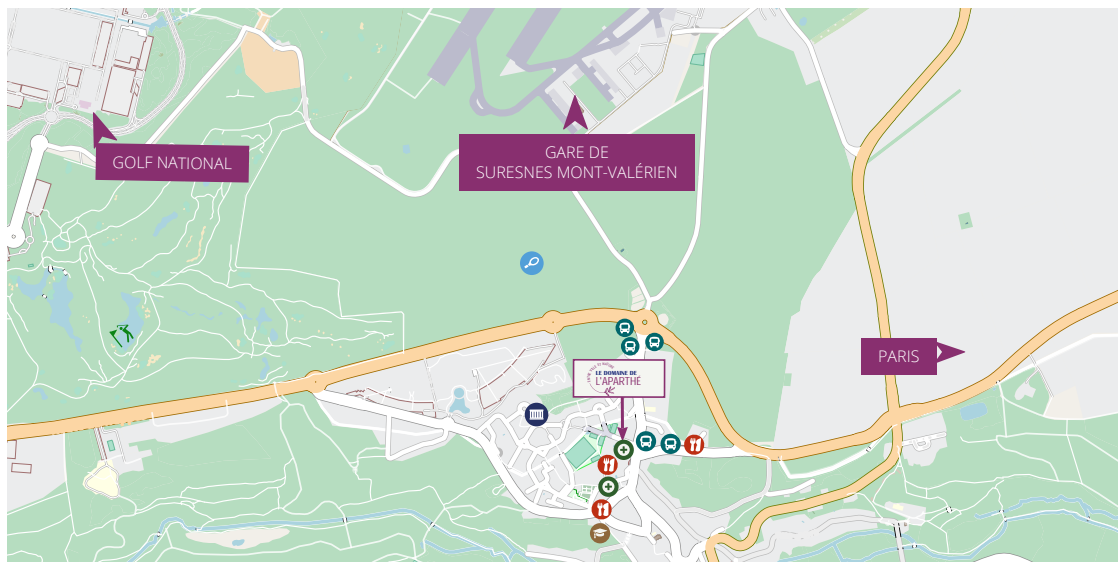 GOLF NATIONAL
GARE DE
SURESNES MONT-VALÉRIEN
PARIS
LE DOMAINE DE
L'APARTHÉ